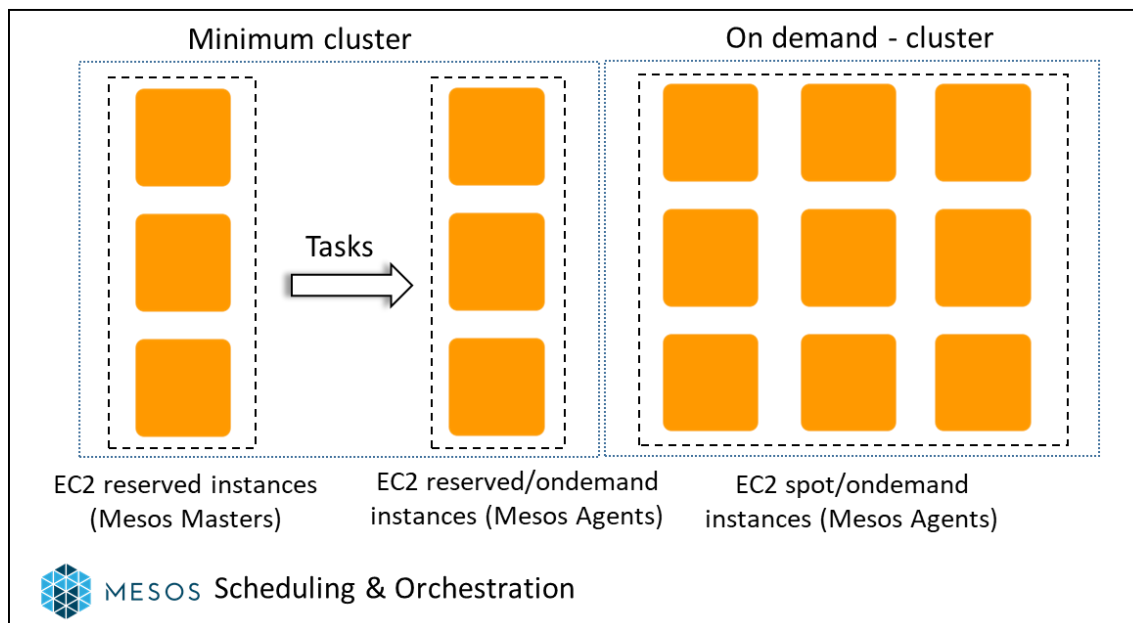 Minimum cluster
On demand - cluster
Tasks
EC2 reserved instances
(Mesos Masters)
EC2 reserved/ondemand
instances (Mesos Agents)
EC2 spot/ondemand
instances (Mesos Agents)
MESOS Scheduling & Orchestration